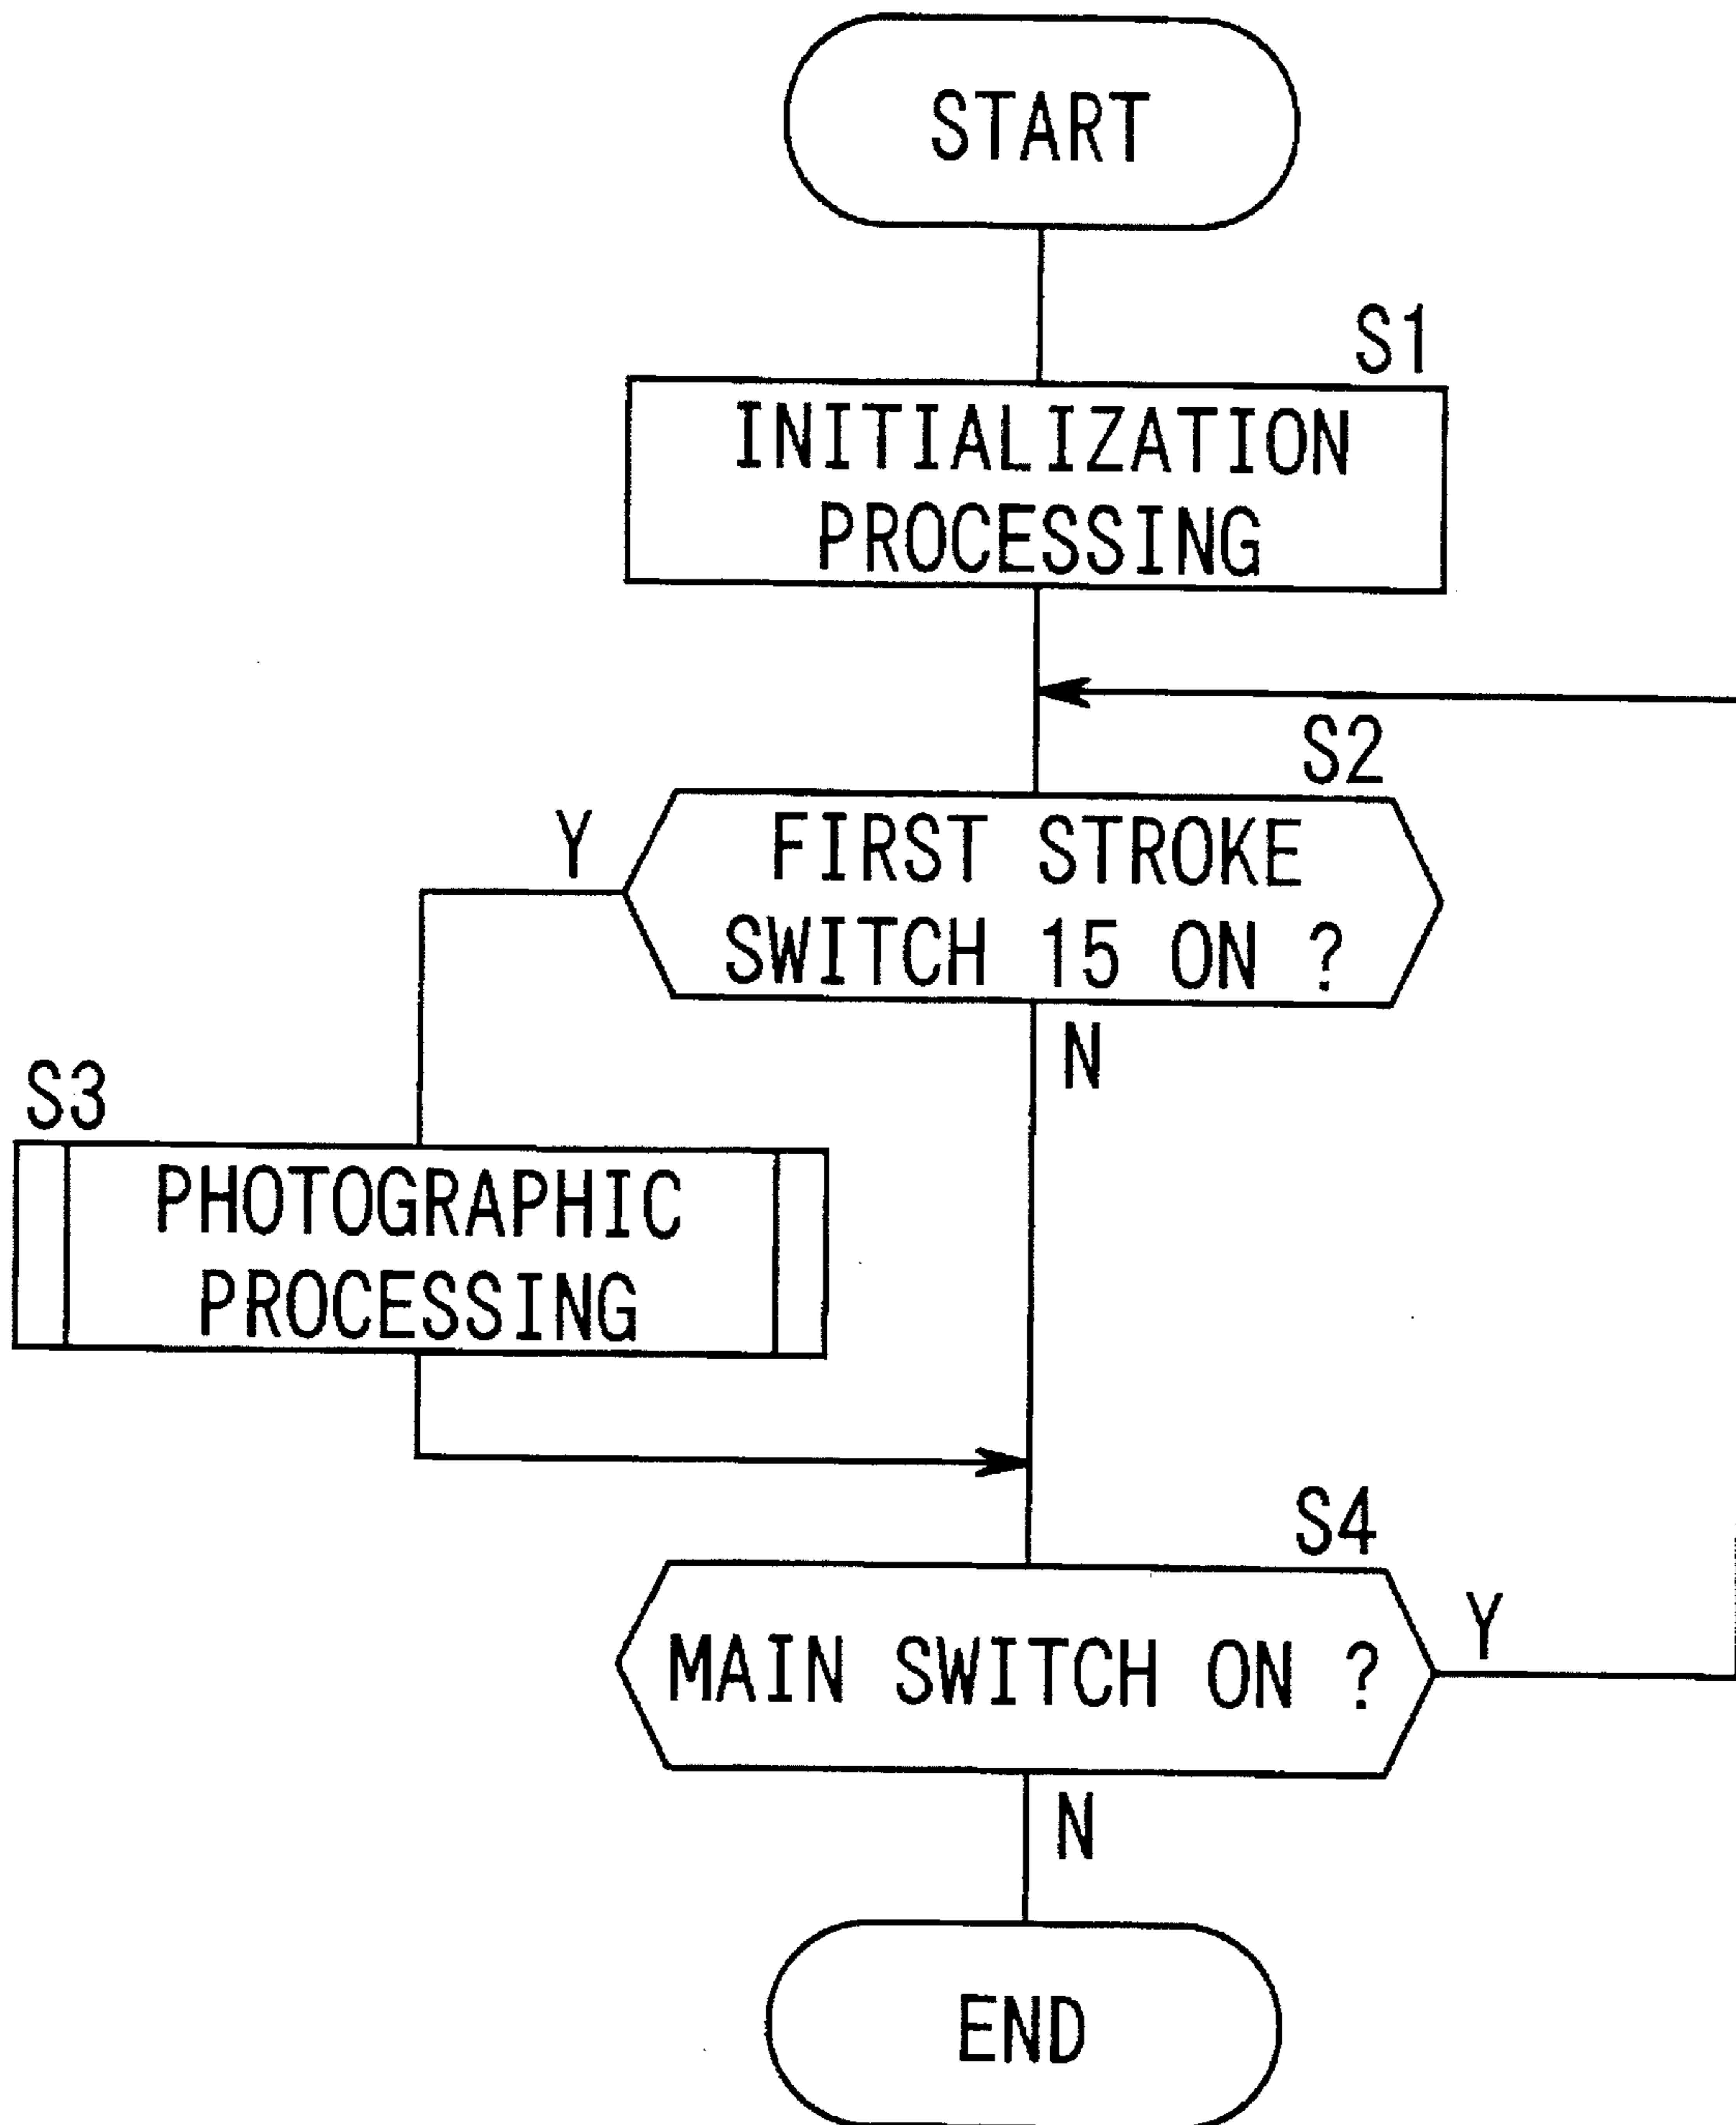 START
S1
INITIALIZATION
PROCESSING
S2
Y
FIRST STROKE
SWITCH 15 ON ?
N
S3
PHOTOGRAPHIC
PROCESSING
S4
MAIN SWITCH ON ?
Y
N
END